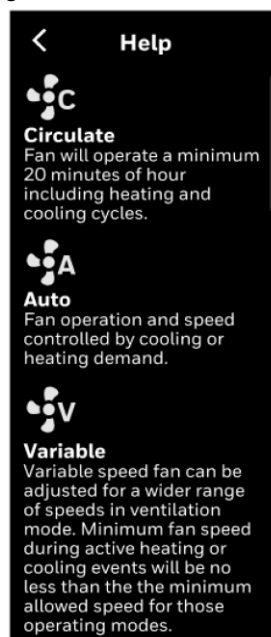 Help
C
Circulate
Fan will operate a minimum
20 minutes of hour
including heating and
cooling cycles.
A
Auto
Fan operation and speed
controlled by cooling or
heating demand.
V
Variable
Variable speed fan can be
adjusted for a wider range
of speeds in ventilation
mode. Minimum fan speed
during active heating or
cooling events will be no
less than the the minimum
allowed speed for those
operating modes.